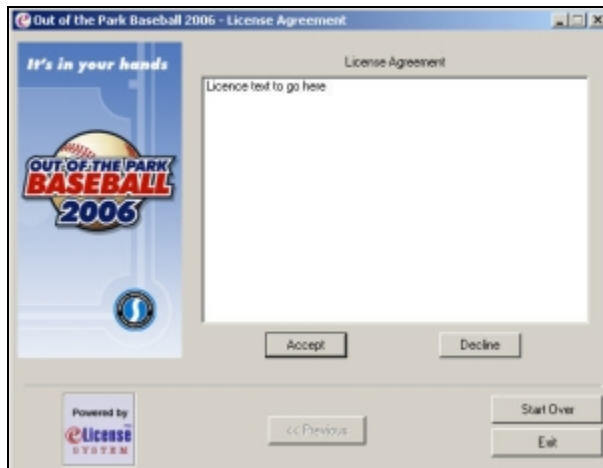 Out of the Park Baseball 2006 - License Agreement
It's in your hands
OUT OF THE PARK
BASEBALL
2006
License Agreement
Licence text to go here
Accept
Decline
Powered by
eLicense
SYSTEM
<< Previous
Start Over
Exit